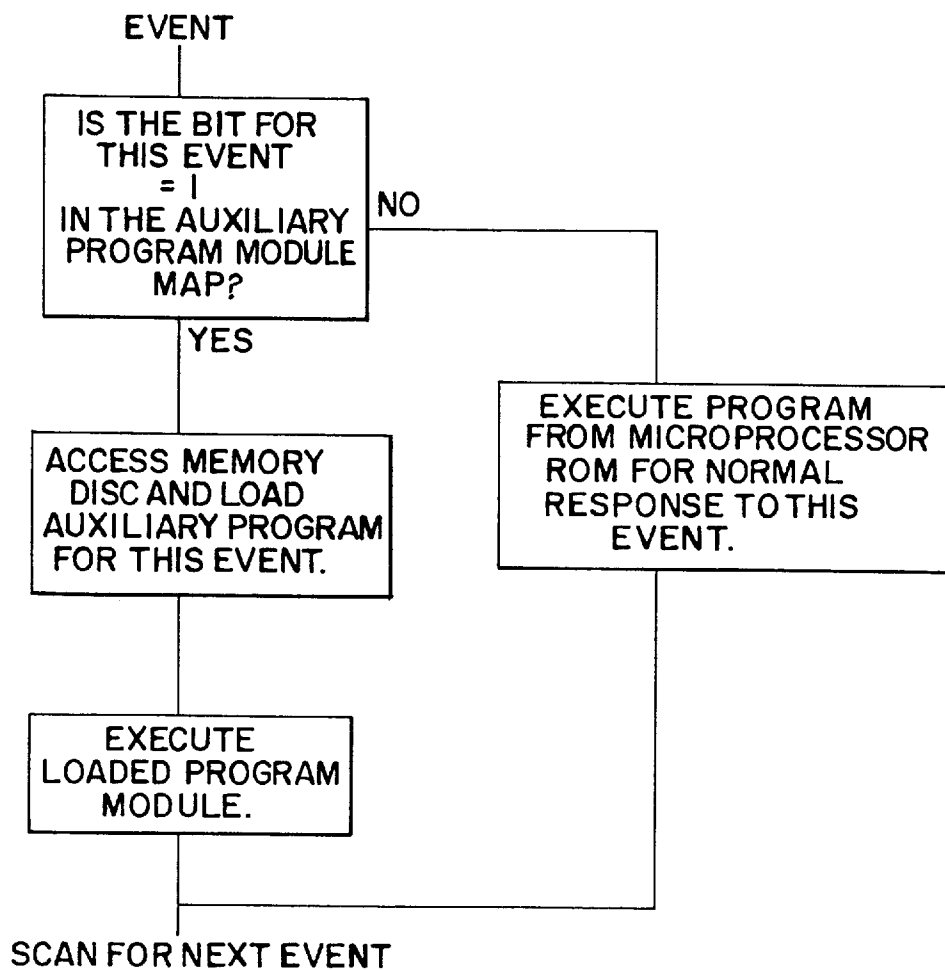 EVENT
IS THE BIT FOR
THIS EVENT
= 1
IN THE AUXILIARY
PROGRAM MODULE
MAP?
NO
YES
EXECUTE PROGRAM
FROM MICROPROCESSOR
ROM FOR NORMAL
RESPONSE TO THIS
EVENT.
ACCESS MEMORY
DISC AND LOAD
AUXILIARY PROGRAM
FOR THIS EVENT.
EXECUTE
LOADED PROGRAM
MODULE.
SCAN FOR NEXT EVENT